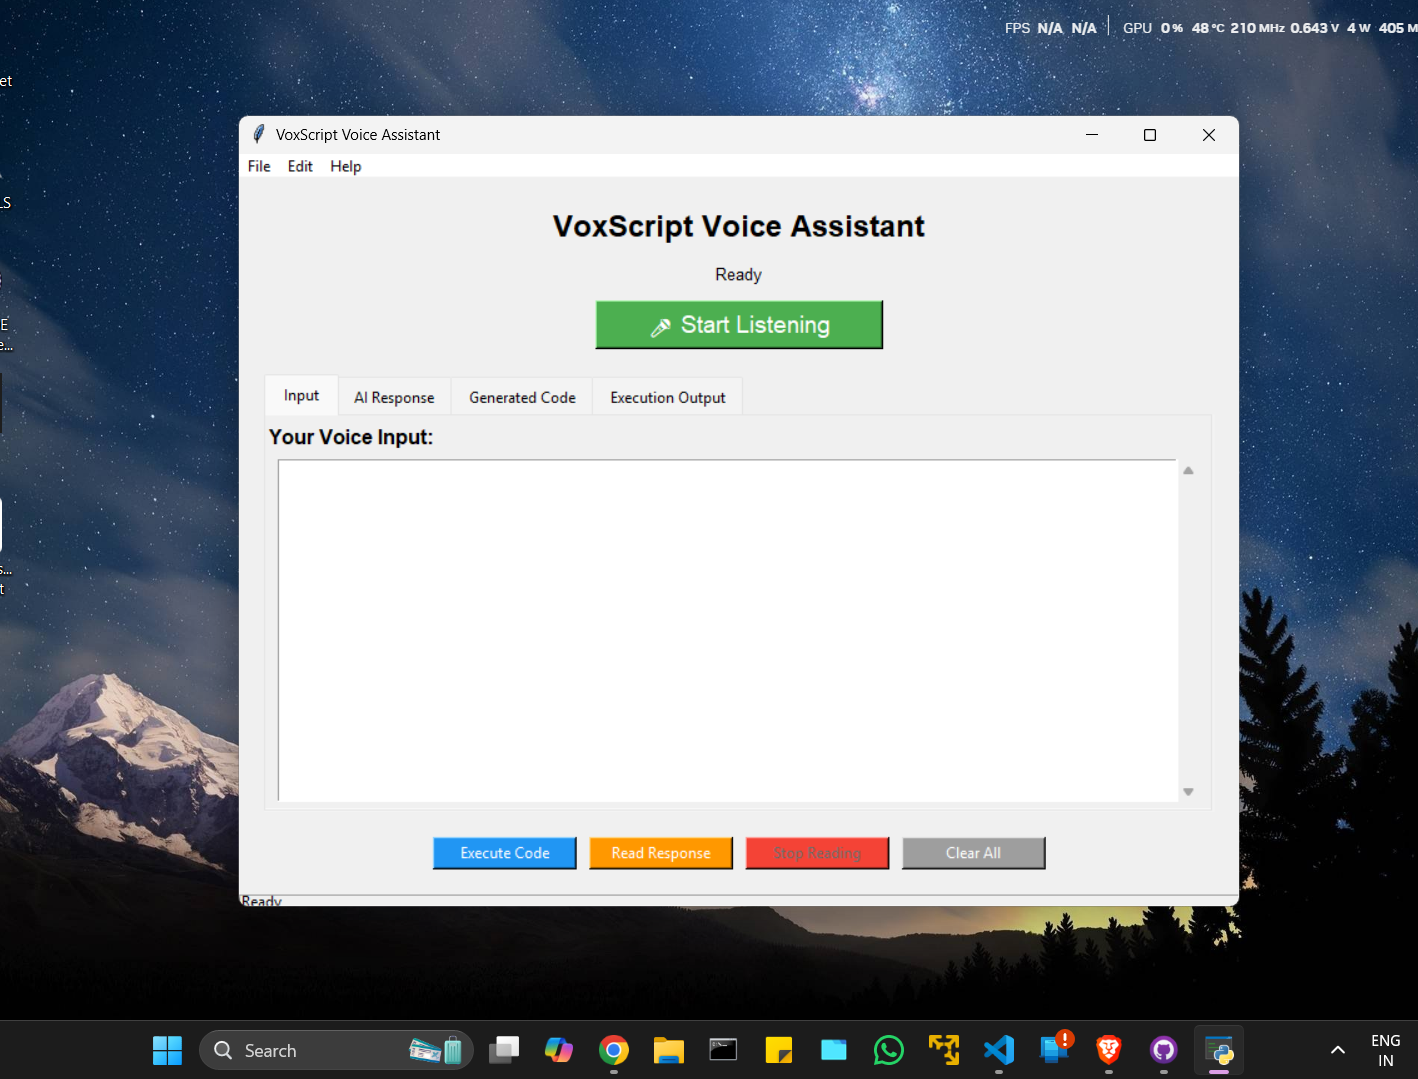 FPS N/A N/A GPU 0% 48°C 210 MHz 0.643 V 4 W 405
et
VoxScript Voice Assistant
File Edit Help
LS
VoxScript Voice Assistant
Ready
Start Listening
E
e...
Input AI Response Generated Code Execution Output
Your Voice Input:
s...
t
Execute Code Read Response Stop Reading Clear All
Ready
Search
ENG
IN